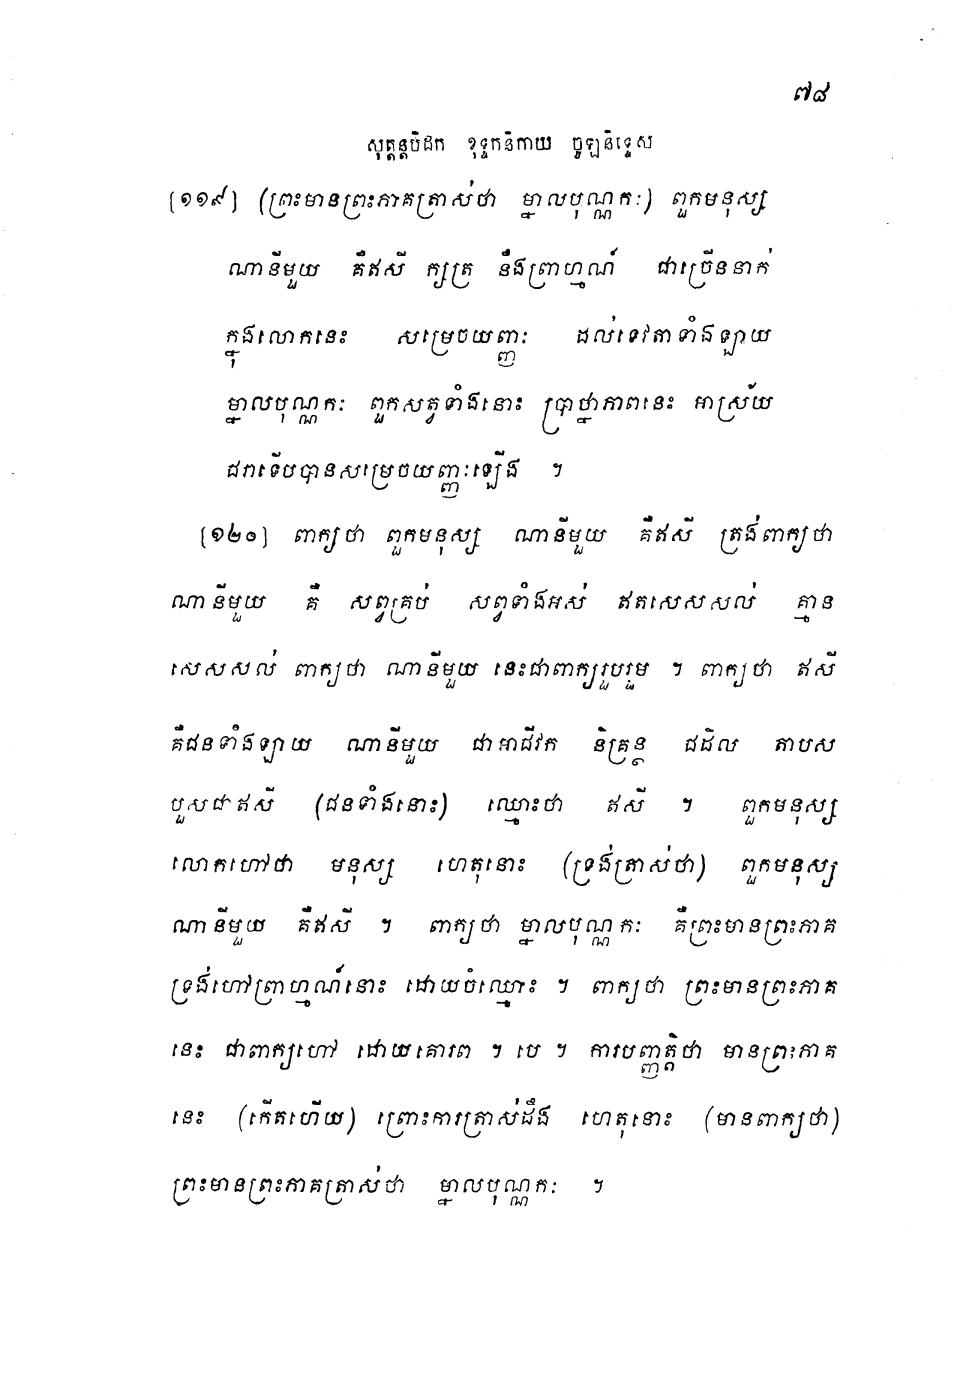 ៧៨
សុត្តន្តបិដក ខុទ្ទកនិកាយ ចូឡនិទ្ទេស
[១១៩] (ព្រះមានព្រះភាគត្រាស់ថា ម្នាលបុណ្ណកៈ) ពួកមនុស្ស
ណានីមួយ គឺឥសី ក្សត្រ នឹងព្រាហ្មណ៍ ជាច្រើននាក់
ក្នុងលោកនេះ សម្រេចយញ្ញៈ ដល់ទេវតាទាំងឡាយ
ម្នាលបុណ្ណកៈ ពួកសត្វទាំងនោះ ប្រាថ្នាភាពនេះ អាស្រ័យ
ជរាទើបបានសម្រេចយញ្ញៈឡើង ។
[១២០] ពាក្យថា ពួកមនុស្ស ណានីមួយ គឺឥសី ត្រង់ពាក្យថា
ណានីមួយ គឺ សព្វគ្រប់ សព្វទាំងអស់ ឥតសេសសល់ គ្មាន
សេសសល់ ពាក្យថា ណានីមួយ នេះជាពាក្យរួបរួម ។ ពាក្យថា ឥសី
គឺជនទាំងឡាយ ណានីមួយ ជាអាជីវក និគ្រន្ថ ជដិល តាបស
បួសជាឥសី (ជនទាំងនោះ) ឈ្មោះថា ឥសី ។ ពួកមនុស្ស
លោកហៅថា មនុស្ស ហេតុនោះ (ទ្រង់ត្រាស់ថា) ពួកមនុស្ស
ណានីមួយ គឺឥសី ។ ពាក្យថា ម្នាលបុណ្ណកៈ គឺព្រះមានព្រះភាគ
ទ្រង់ហៅព្រាហ្មណ៍នោះ ដោយចំឈ្មោះ ។ ពាក្យថា ព្រះមានព្រះភាគ
នេះ ជាពាក្យហៅ ដោយគោរព ។ បេ ។ ការបញ្ញត្តិថា មានព្រះភាគ
នេះ (កើតហើយ) ព្រោះការត្រាស់ដឹង ហេតុនោះ (មានពាក្យថា)
ព្រះមានព្រះភាគត្រាស់ថា ម្នាលបុណ្ណកៈ ។